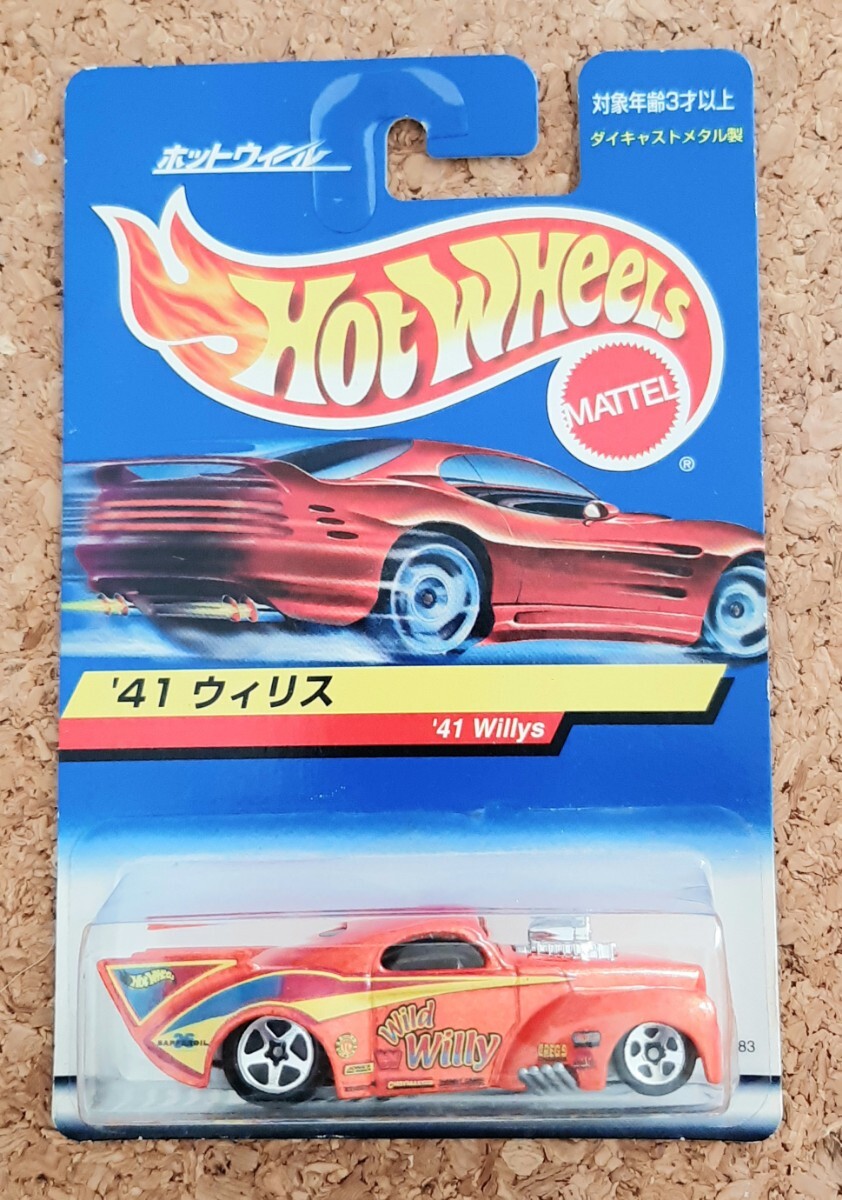 対象年齢3才以上
ダイキャストメタル製
ホットウィール
HOT WHEELS
MATTEL
®
'41 ウィリス
'41 Willys
HOT WHEELS
Wild
Willy
83